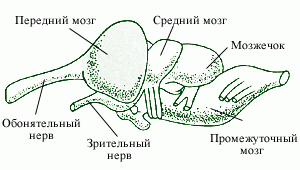 Передний мозг
Средний мозг
Мозжечок
Обонятельный
нерв
Зрительный
нерв
Промежуточный
мозг